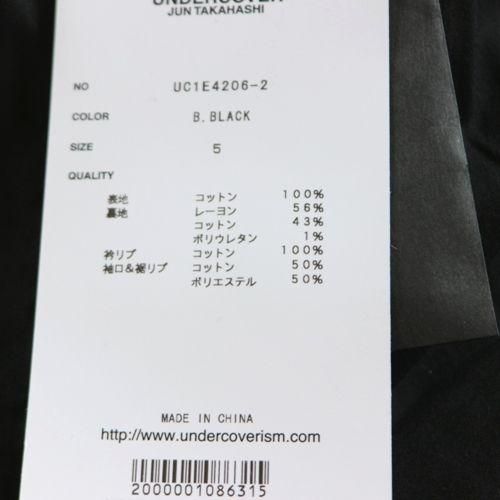 UNDERCOVER
JUN TAKAHASHI
NO UC1E4206-2
COLOR B.BLACK
SIZE 5
QUALITY
表地 コットン 100%
裏地 レーヨン 56%
コットン 43%
ポリウレタン 1%
衿リブ コットン 100%
袖口&裾リブ コットン 50%
ポリエステル 50%
MADE IN CHINA
http://www.undercoverism.com
2000001086315